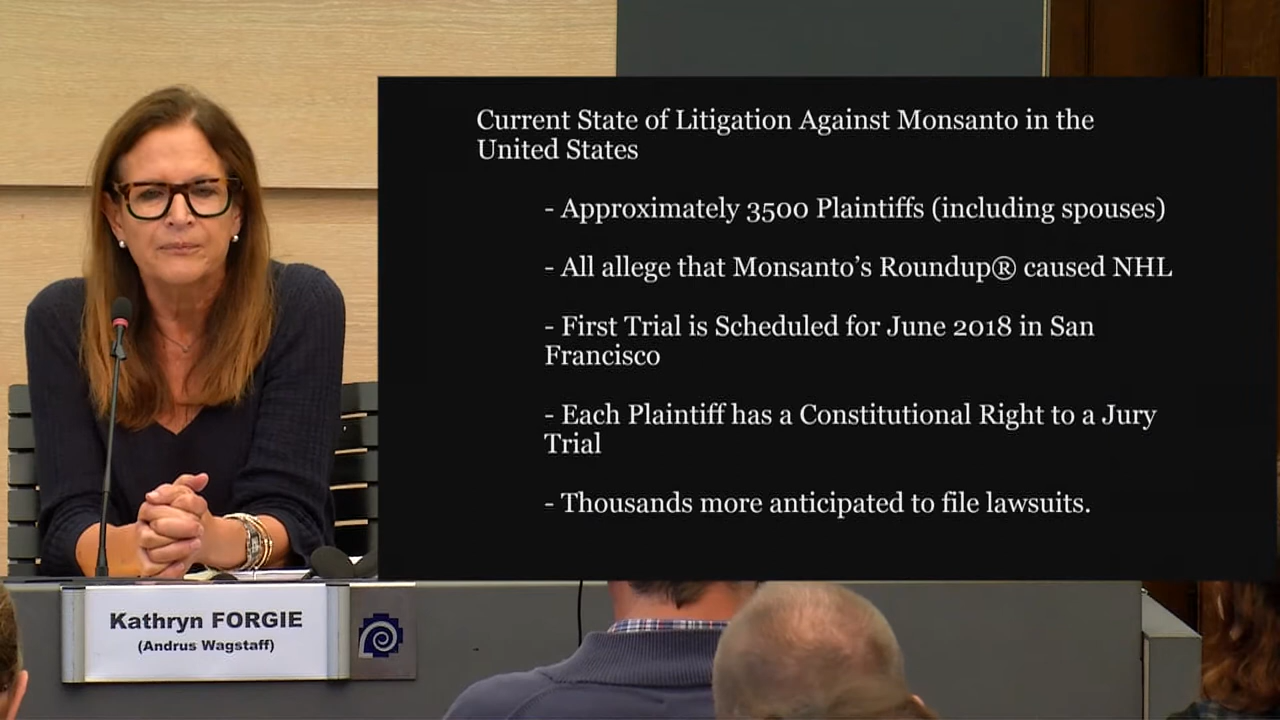 Current State of Litigation Against Monsanto in the
United States
- Approximately 3500 Plaintiffs (including spouses)
- All allege that Monsanto's Roundup® caused NHL
- First Trial is Scheduled for June 2018 in San
Francisco
- Each Plaintiff has a Constitutional Right to a Jury
Trial
- Thousands more anticipated to file lawsuits.
Kathryn FORGIE
(Andrus Wagstaff)